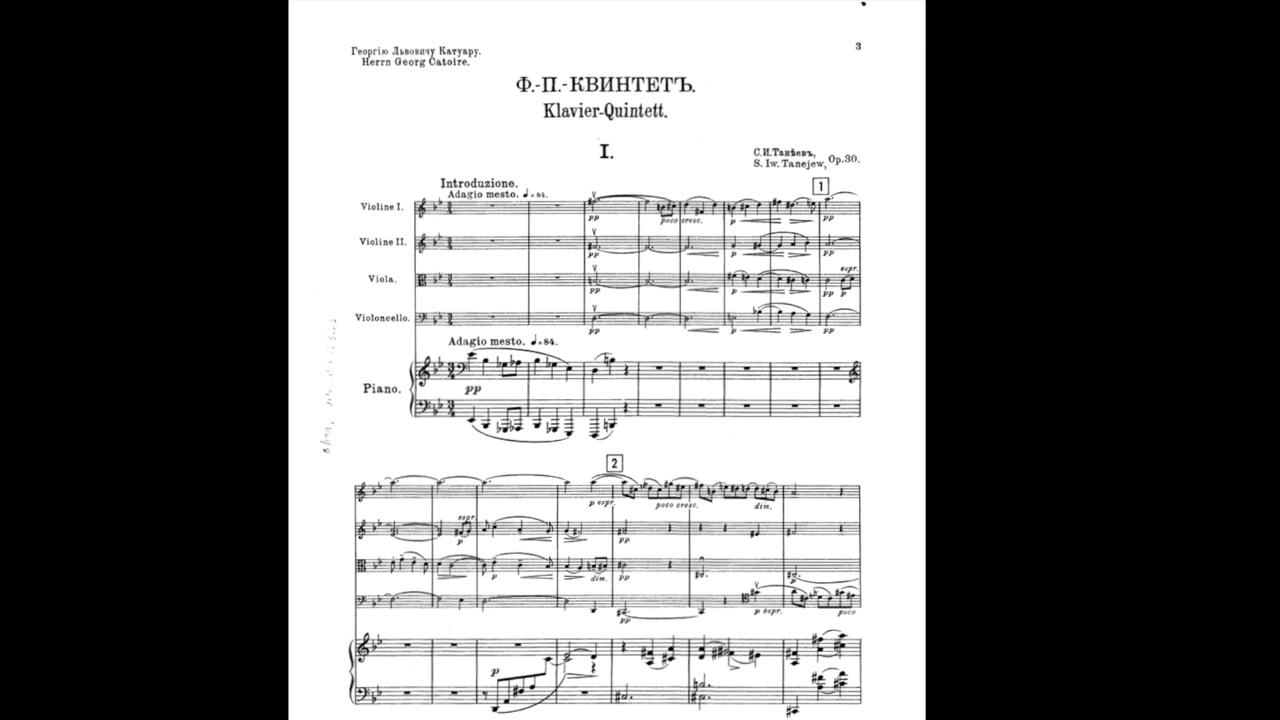 3
Георгію Львовичу Катуару.
Herrn Georg Catoire.
Ф.-П.-КВИНТЕТЪ.
Klavier-Quintett.
I.
С.И.Танѣевъ,
S. Iw. Tanejew, Op.30.
1
Introduzione.
Adagio mesto. ♩= 84.
Violine I.
pp poco cresc. p pp
Violine II.
pp p pp
espr.
Viola.
pp p pp p
Violoncello.
pp p pp
Adagio mesto. ♩= 84.
Piano.
pp
2
p espr. poco cresc. dim.
espr.
p pp
p dim. pp p
pp p espr. poco
p